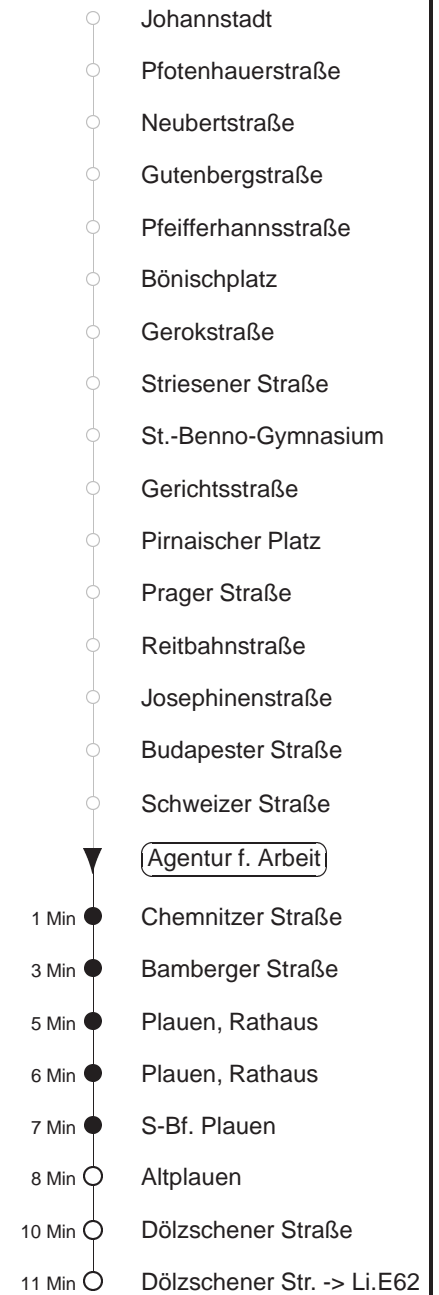 Johannstadt
Pfotenhauerstraße
Neubertstraße
Gutenbergstraße
Pfeifferhannsstraße
Bönischplatz
Gerokstraße
Striesener Straße
St.-Benno-Gymnasium
Gerichtsstraße
Pirnaischer Platz
Prager Straße
Reitbahnstraße
Josephinenstraße
Budapester Straße
Schweizer Straße
Agentur f. Arbeit
1 Min Chemnitzer Straße
3 Min Bamberger Straße
5 Min Plauen, Rathaus
6 Min Plauen, Rathaus
7 Min S-Bf. Plauen
8 Min Altplauen
10 Min Dölzschener Straße
11 Min Dölzschener Str. -> Li.E62